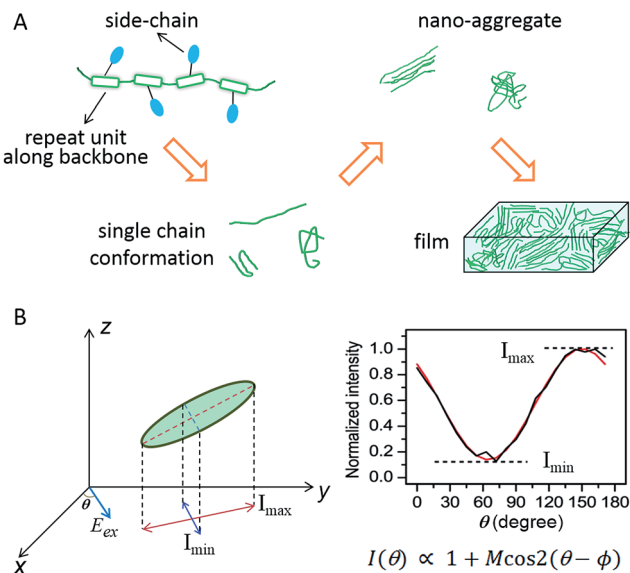 A
side-chain
nano-aggregate
repeat unit
along backbone
single chain
conformation
film
B
z
y
x
θ
E_ex
I_max
I_min
Normalized intensity
1.0
0.8
0.6
0.4
0.2
0.0
I_max
I_min
0 30 60 90 120 150 180
θ (degree)
I(θ) ∝ 1 + Mcos2(θ− ϕ)